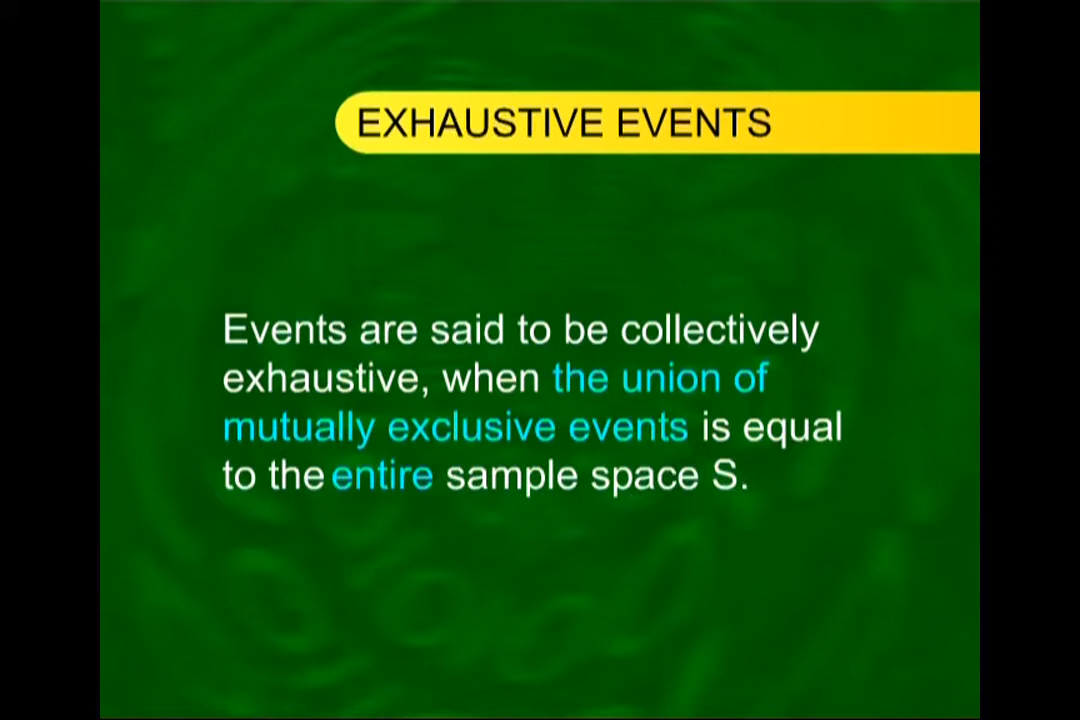 EXHAUSTIVE EVENTS
Events are said to be collectively
exhaustive, when the union of
mutually exclusive events is equal
to the entire sample space S.